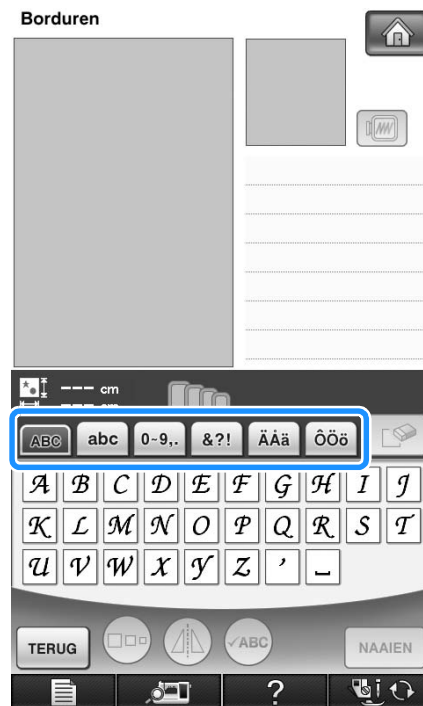 Borduren
--- cm
--- cm
ABC abc 0~9,. &?! ÄÅä ÔÖö
A B C D E F G H I J
K L M N O P Q R S T
U V W X Y Z ’ ⎵
TERUG ABC NAAIEN
?